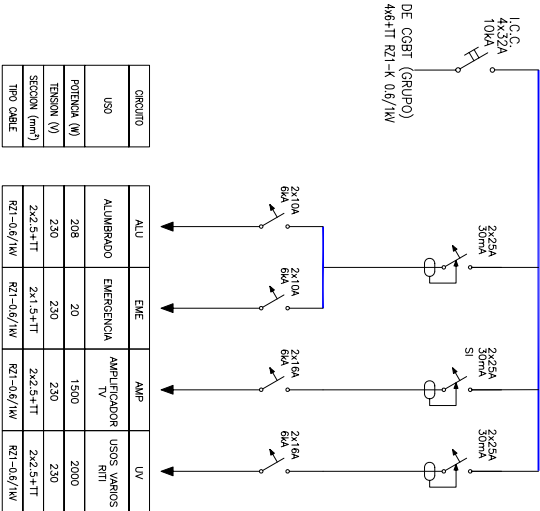 I.C.C.
4x32A
10kA
DE CGBT (GRUPO)
4x6+TT RZ1-K 0.6/1kV
2x25A
30mA
2x25A
30mA
SI
2x25A
30mA
2x10A
6kA
2x10A
6kA
2x16A
6kA
2x16A
6kA
CIRCUITO ALU EME AMP UV
USO ALUMBRADO EMERGENCIA AMPLIFICADOR TV USOS VARIOS RITI
POTENCIA (W) 208 20 1500 2000
TENSION (V) 230 230 230 230
SECCION (mm²) 2x2.5+TT 2x1.5+TT 2x2.5+TT 2x2.5+TT
TIPO CABLE RZ1-0.6/1kV RZ1-0.6/1kV RZ1-0.6/1kV RZ1-0.6/1kV